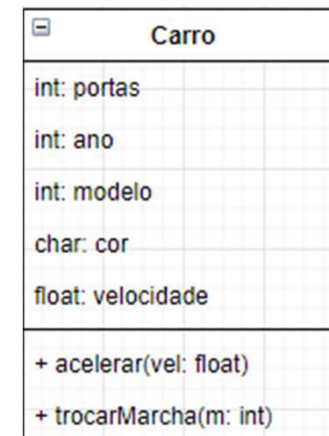 Carro
int: portas
int: ano
int: modelo
char: cor
float: velocidade
+ acelerar(vel: float)
+ trocarMarcha(m: int)